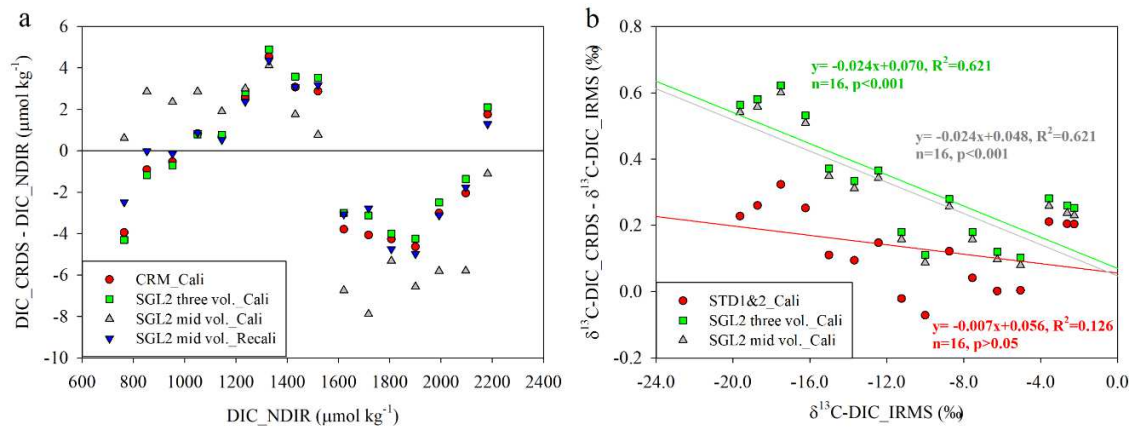 a
DIC_CRDS - DIC_NDIR (μmol kg⁻¹)
6
4
2
0
-2
-4
-6
-8
-10
CRM_Cali
SGL2 three vol._Cali
SGL2 mid vol._Cali
SGL2 mid vol._Recali
600 800 1000 1200 1400 1600 1800 2000 2200 2400
DIC_NDIR (μmol kg⁻¹)
b
δ¹³C-DIC_CRDS - δ¹³C-DIC_IRMS (‰)
0.8
0.6
0.4
0.2
0.0
-0.2
y= -0.024x+0.070, R²=0.621
n=16, p<0.001
y= -0.024x+0.048, R²=0.621
n=16, p<0.001
STD1&2_Cali
SGL2 three vol._Cali
SGL2 mid vol._Cali
y= -0.007x+0.056, R²=0.126
n=16, p>0.05
-24.0 -20.0 -16.0 -12.0 -8.0 -4.0 0.0
δ¹³C-DIC_IRMS (‰)